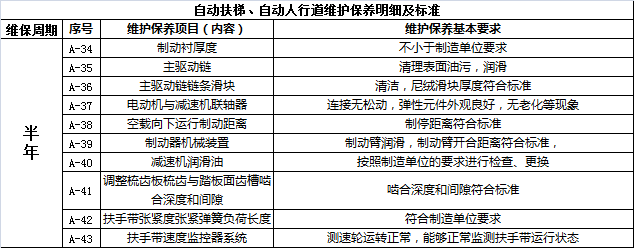 自动扶梯、自动人行道维护保养明细及标准
维保周期 序号 维护保养项目（内容） 维护保养基本要求
半年
A-34 制动衬厚度 不小于制造单位要求
A-35 主驱动链 清理表面油污，润滑
A-36 主驱动链链条滑块 清洁，尼绒滑块厚度符合标准
A-37 电动机与减速机联轴器 连接无松动，弹性元件外观良好，无老化等现象
A-38 空载向下运行制动距离 制停距离符合标准
A-39 制动器机械装置 制动臂润滑，制动臂开合距离符合标准，
A-40 减速机润滑油 按照制造单位的要求进行检查、更换
A-41 调整梳齿板梳齿与踏板面齿槽啮
合深度和间隙 啮合深度和间隙符合标准
A-42 扶手带张紧度张紧弹簧负荷长度 符合制造单位要求
A-43 扶手带速度监控器系统 测速轮运转正常，能够正常监测扶手带运行状态